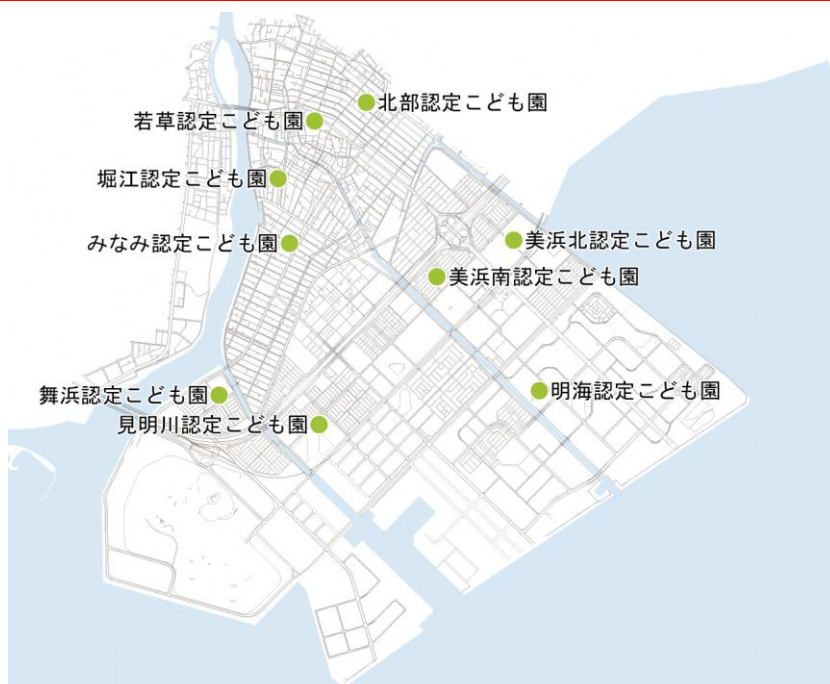 北部認定こども園
若草認定こども園
堀江認定こども園
みなみ認定こども園
美浜北認定こども園
美浜南認定こども園
舞浜認定こども園
明海認定こども園
見明川認定こども園